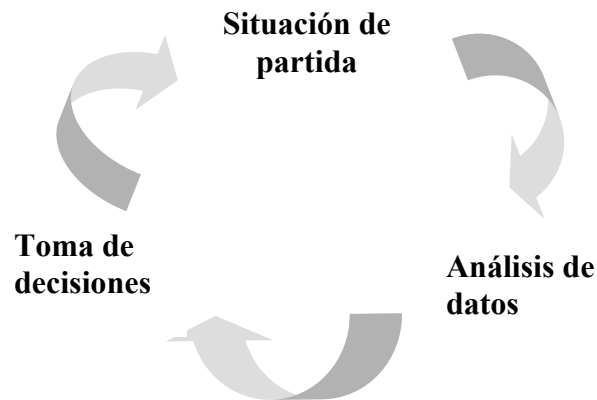 Situación de
partida
Análisis de
datos
Toma de
decisiones